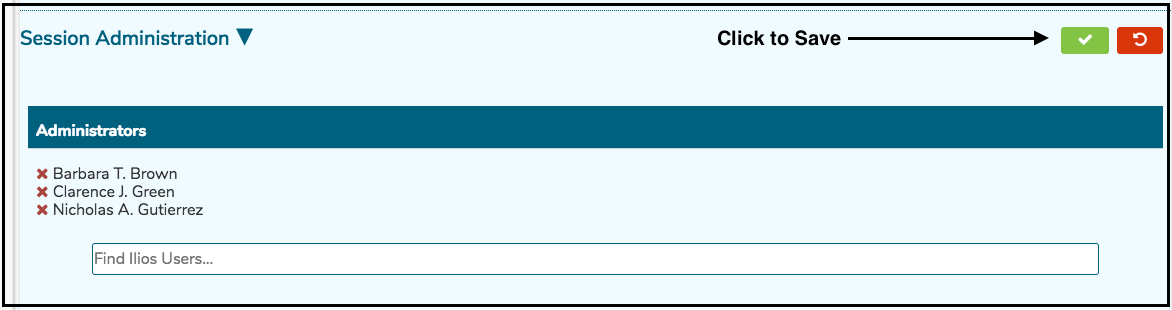 Session Administration
Click to Save
Administrators
Barbara T. Brown
Clarence J. Green
Nicholas A. Gutierrez
Find Ilios Users...